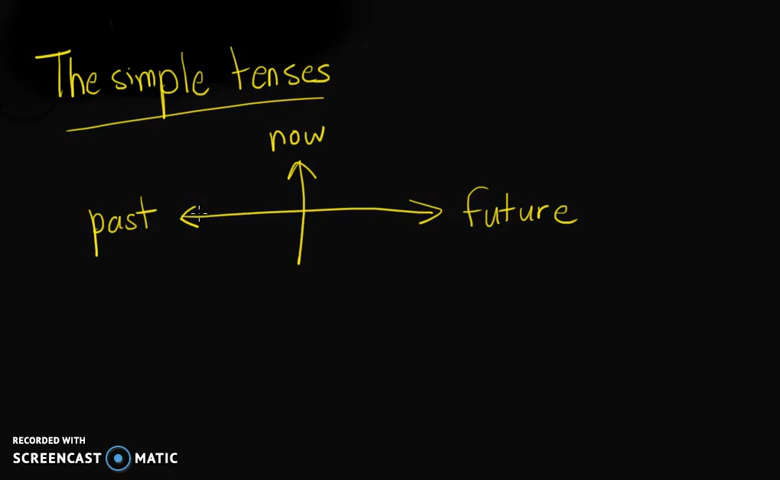 The simple tenses
now
past future
RECORDED WITH
SCREENCAST MATIC